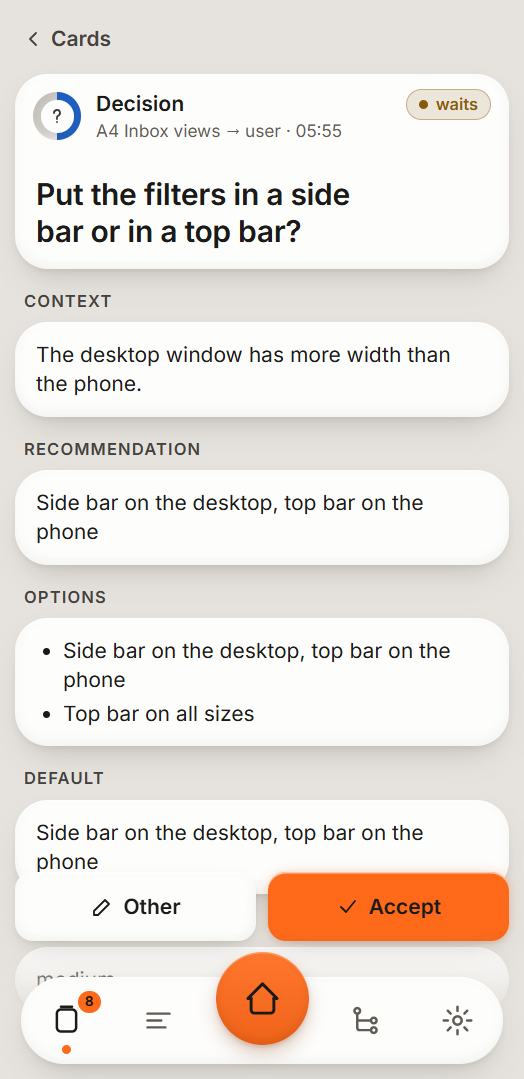 Cards
?
Decision
A4 Inbox views → user · 05:55
waits
Put the filters in a side
bar or in a top bar?
CONTEXT
The desktop window has more width than
the phone.
RECOMMENDATION
Side bar on the desktop, top bar on the
phone
OPTIONS
• Side bar on the desktop, top bar on the
phone
• Top bar on all sizes
DEFAULT
Side bar on the desktop, top bar on the
phone
Other
Accept
medium
8